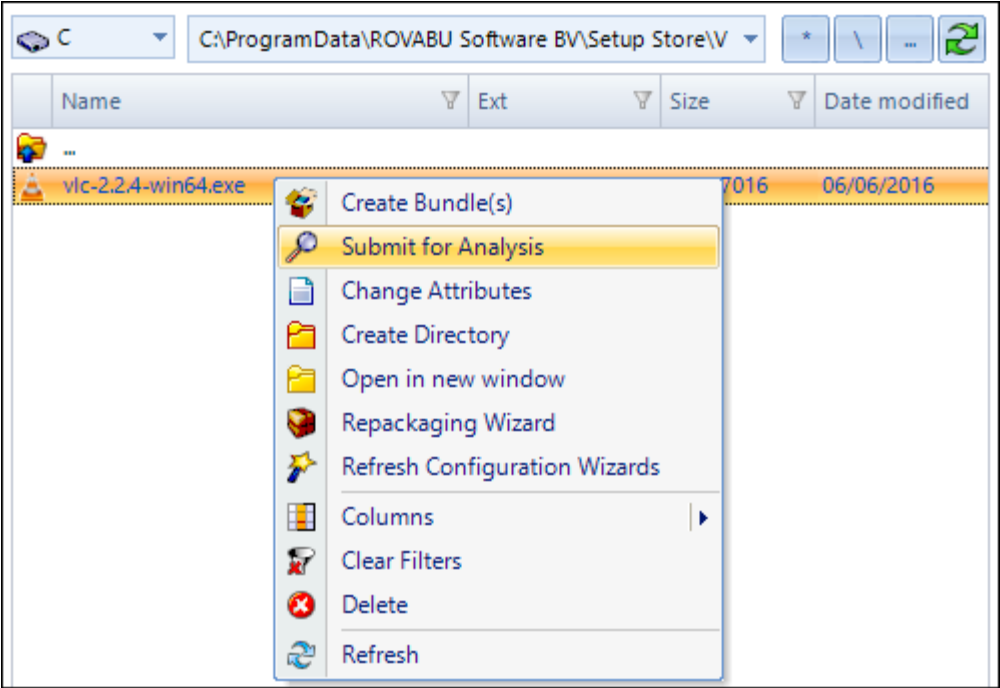 C C:\ProgramData\ROVABU Software BV\Setup Store\V * \ ...
Name Ext Size Date modified
...
vlc-2.2.4-win64.exe 7016 06/06/2016
Create Bundle(s)
Submit for Analysis
Change Attributes
Create Directory
Open in new window
Repackaging Wizard
Refresh Configuration Wizards
Columns
Clear Filters
Delete
Refresh